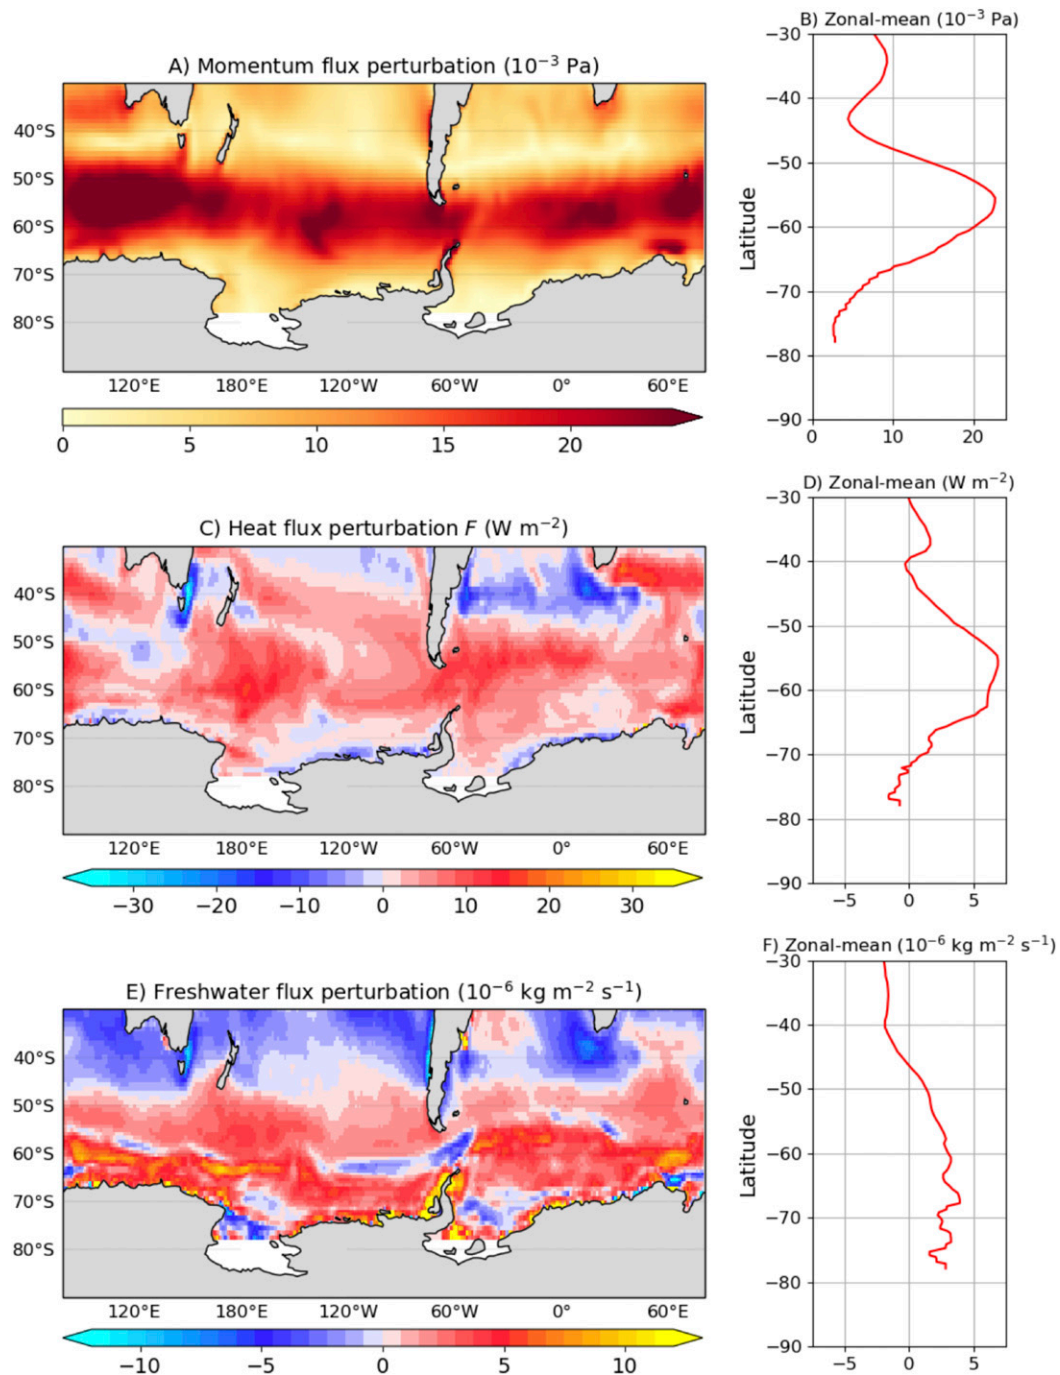 A) Momentum flux perturbation (10⁻³ Pa)
40°S
50°S
60°S
70°S
80°S
120°E 180°E 120°W 60°W 0° 60°E
0 5 10 15 20
B) Zonal-mean (10⁻³ Pa)
Latitude
−30
−40
−50
−60
−70
−80
−90
0 10 20
C) Heat flux perturbation F (W m⁻²)
40°S
50°S
60°S
70°S
80°S
120°E 180°E 120°W 60°W 0° 60°E
−30 −20 −10 0 10 20 30
D) Zonal-mean (W m⁻²)
Latitude
−30
−40
−50
−60
−70
−80
−90
−5 0 5
E) Freshwater flux perturbation (10⁻⁶ kg m⁻² s⁻¹)
40°S
50°S
60°S
70°S
80°S
120°E 180°E 120°W 60°W 0° 60°E
−10 −5 0 5 10
F) Zonal-mean (10⁻⁶ kg m⁻² s⁻¹)
Latitude
−30
−40
−50
−60
−70
−80
−90
−5 0 5